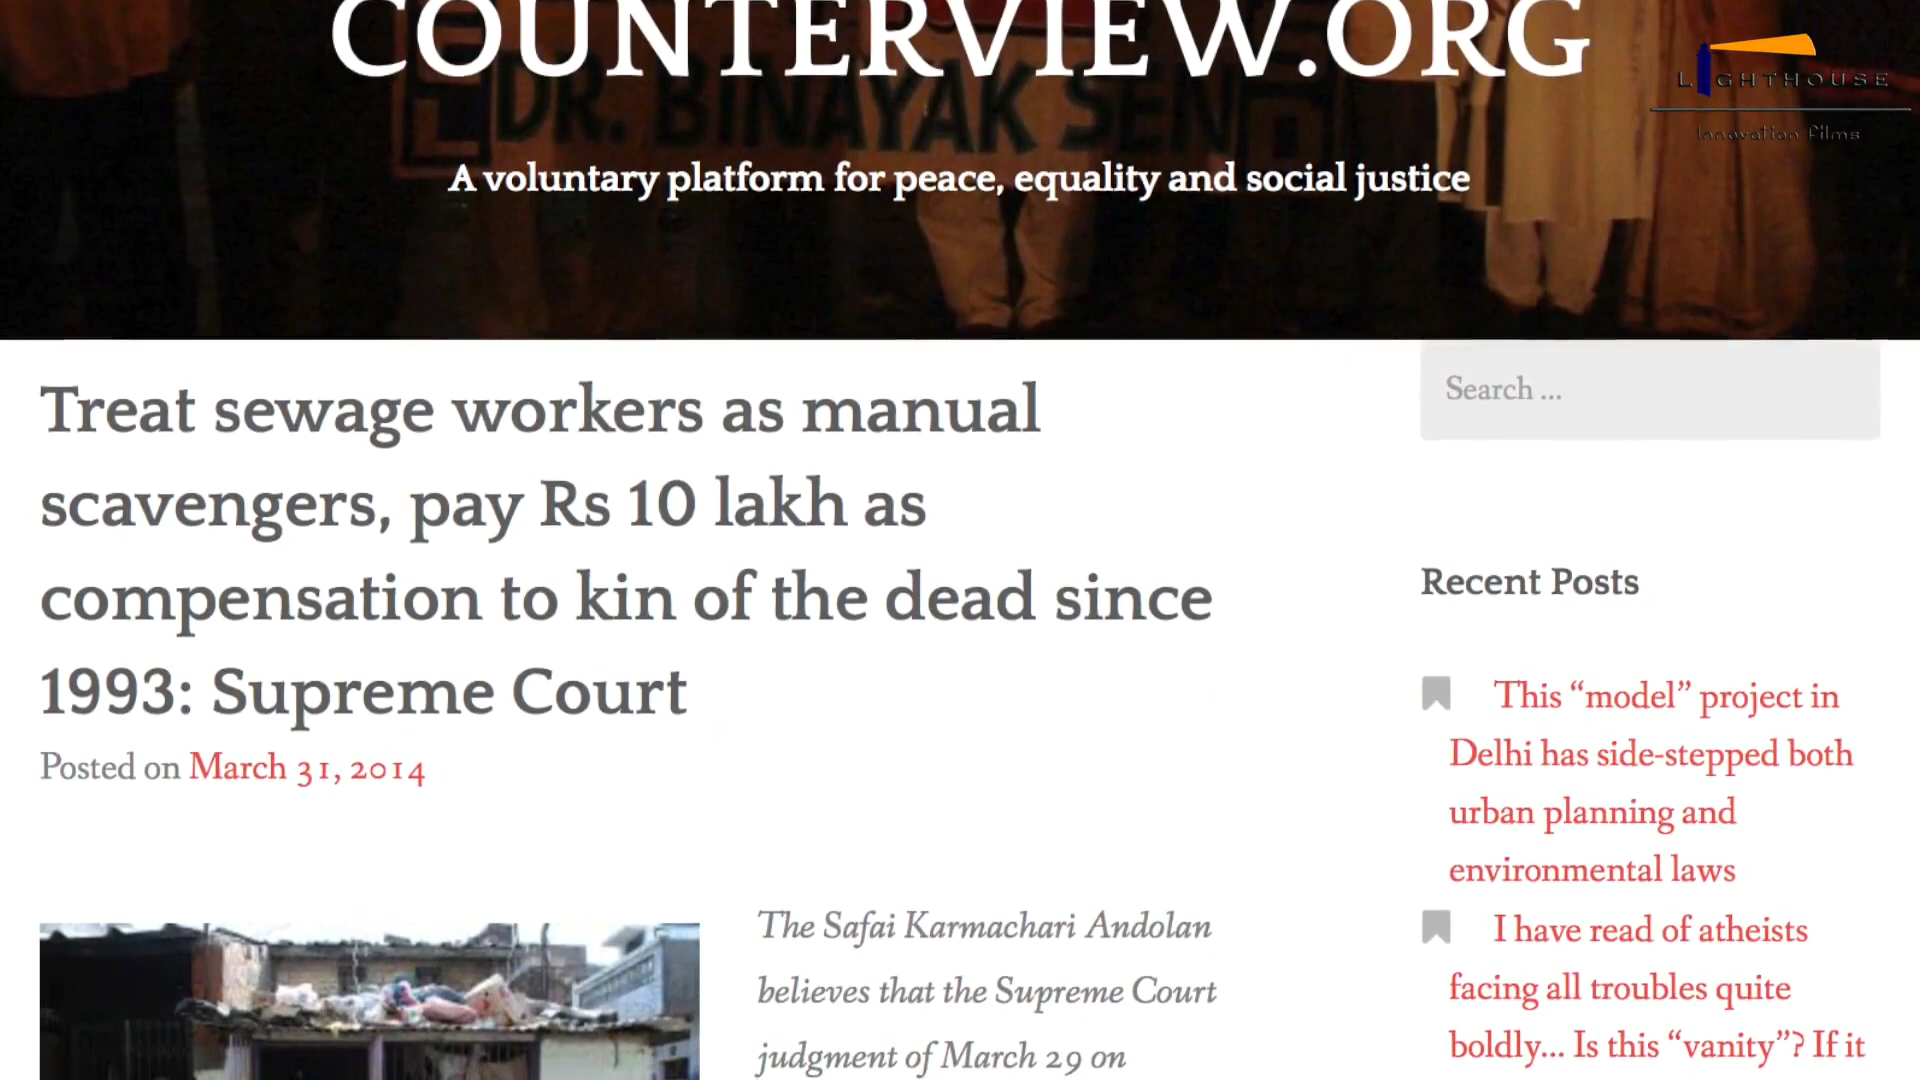 COUNTERVIEW.ORG
LIGHTHOUSE
Innovation Films
DR. BINAYAK SEN
A voluntary platform for peace, equality and social justice
Treat sewage workers as manual
scavengers, pay Rs 10 lakh as
compensation to kin of the dead since
1993: Supreme Court
Posted on March 31, 2014
The Safai Karmachari Andolan
believes that the Supreme Court
judgment of March 29 on
Search ...
Recent Posts
This “model” project in
Delhi has side-stepped both
urban planning and
environmental laws
I have read of atheists
facing all troubles quite
boldly... Is this “vanity”? If it